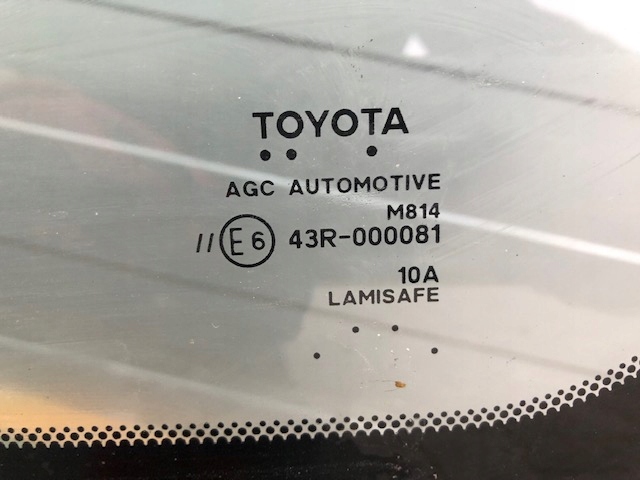 TOYOTA
AGC AUTOMOTIVE
M814
// E6 43R-000081
10A
LAMISAFE